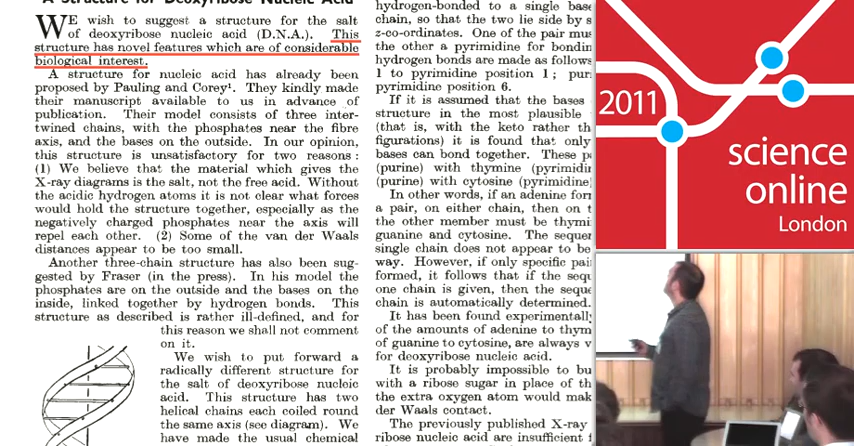 A Structure for Deoxyribose Nucleic Acid
WE wish to suggest a structure for the salt
of deoxyribose nucleic acid (D.N.A.). This
structure has novel features which are of considerable
biological interest.
A structure for nucleic acid has already been
proposed by Pauling and Corey¹. They kindly made
their manuscript available to us in advance of
publication. Their model consists of three inter-
twined chains, with the phosphates near the fibre
axis, and the bases on the outside. In our opinion,
this structure is unsatisfactory for two reasons :
(1) We believe that the material which gives the
X-ray diagrams is the salt, not the free acid. Without
the acidic hydrogen atoms it is not clear what forces
would hold the structure together, especially as the
negatively charged phosphates near the axis will
repel each other. (2) Some of the van der Waals
distances appear to be too small.
Another three-chain structure has also been sug-
gested by Fraser (in the press). In his model the
phosphates are on the outside and the bases on the
inside, linked together by hydrogen bonds. This
structure as described is rather ill-defined, and for
this reason we shall not comment
on it.
We wish to put forward a
radically different structure for
the salt of deoxyribose nucleic
acid. This structure has two
helical chains each coiled round
the same axis (see diagram). We
have made the usual chemical
hydrogen-bonded to a single base
chain, so that the two lie side by s
z-co-ordinates. One of the pair mus
the other a pyrimidine for bondin
hydrogen bonds are made as follows
1 to pyrimidine position 1 ; pur
pyrimidine position 6.
If it is assumed that the bases
structure in the most plausible
(that is, with the keto rather th
figurations) it is found that only
bases can bond together. These p
(purine) with thymine (pyrimidin
(purine) with cytosine (pyrimidine
In other words, if an adenine for
a pair, on either chain, then on t
the other member must be thymi
guanine and cytosine. The seque
single chain does not appear to be
way. However, if only specific pai
formed, it follows that if the sequ
one chain is given, then the seque
chain is automatically determined.
It has been found experimentally
of the amounts of adenine to thym
of guanine to cytosine, are always v
for deoxyribose nucleic acid.
It is probably impossible to bu
with a ribose sugar in place of th
the extra oxygen atom would mak
der Waals contact.
The previously published X-ray
ribose nucleic acid are insufficient f
2011
science
online
London